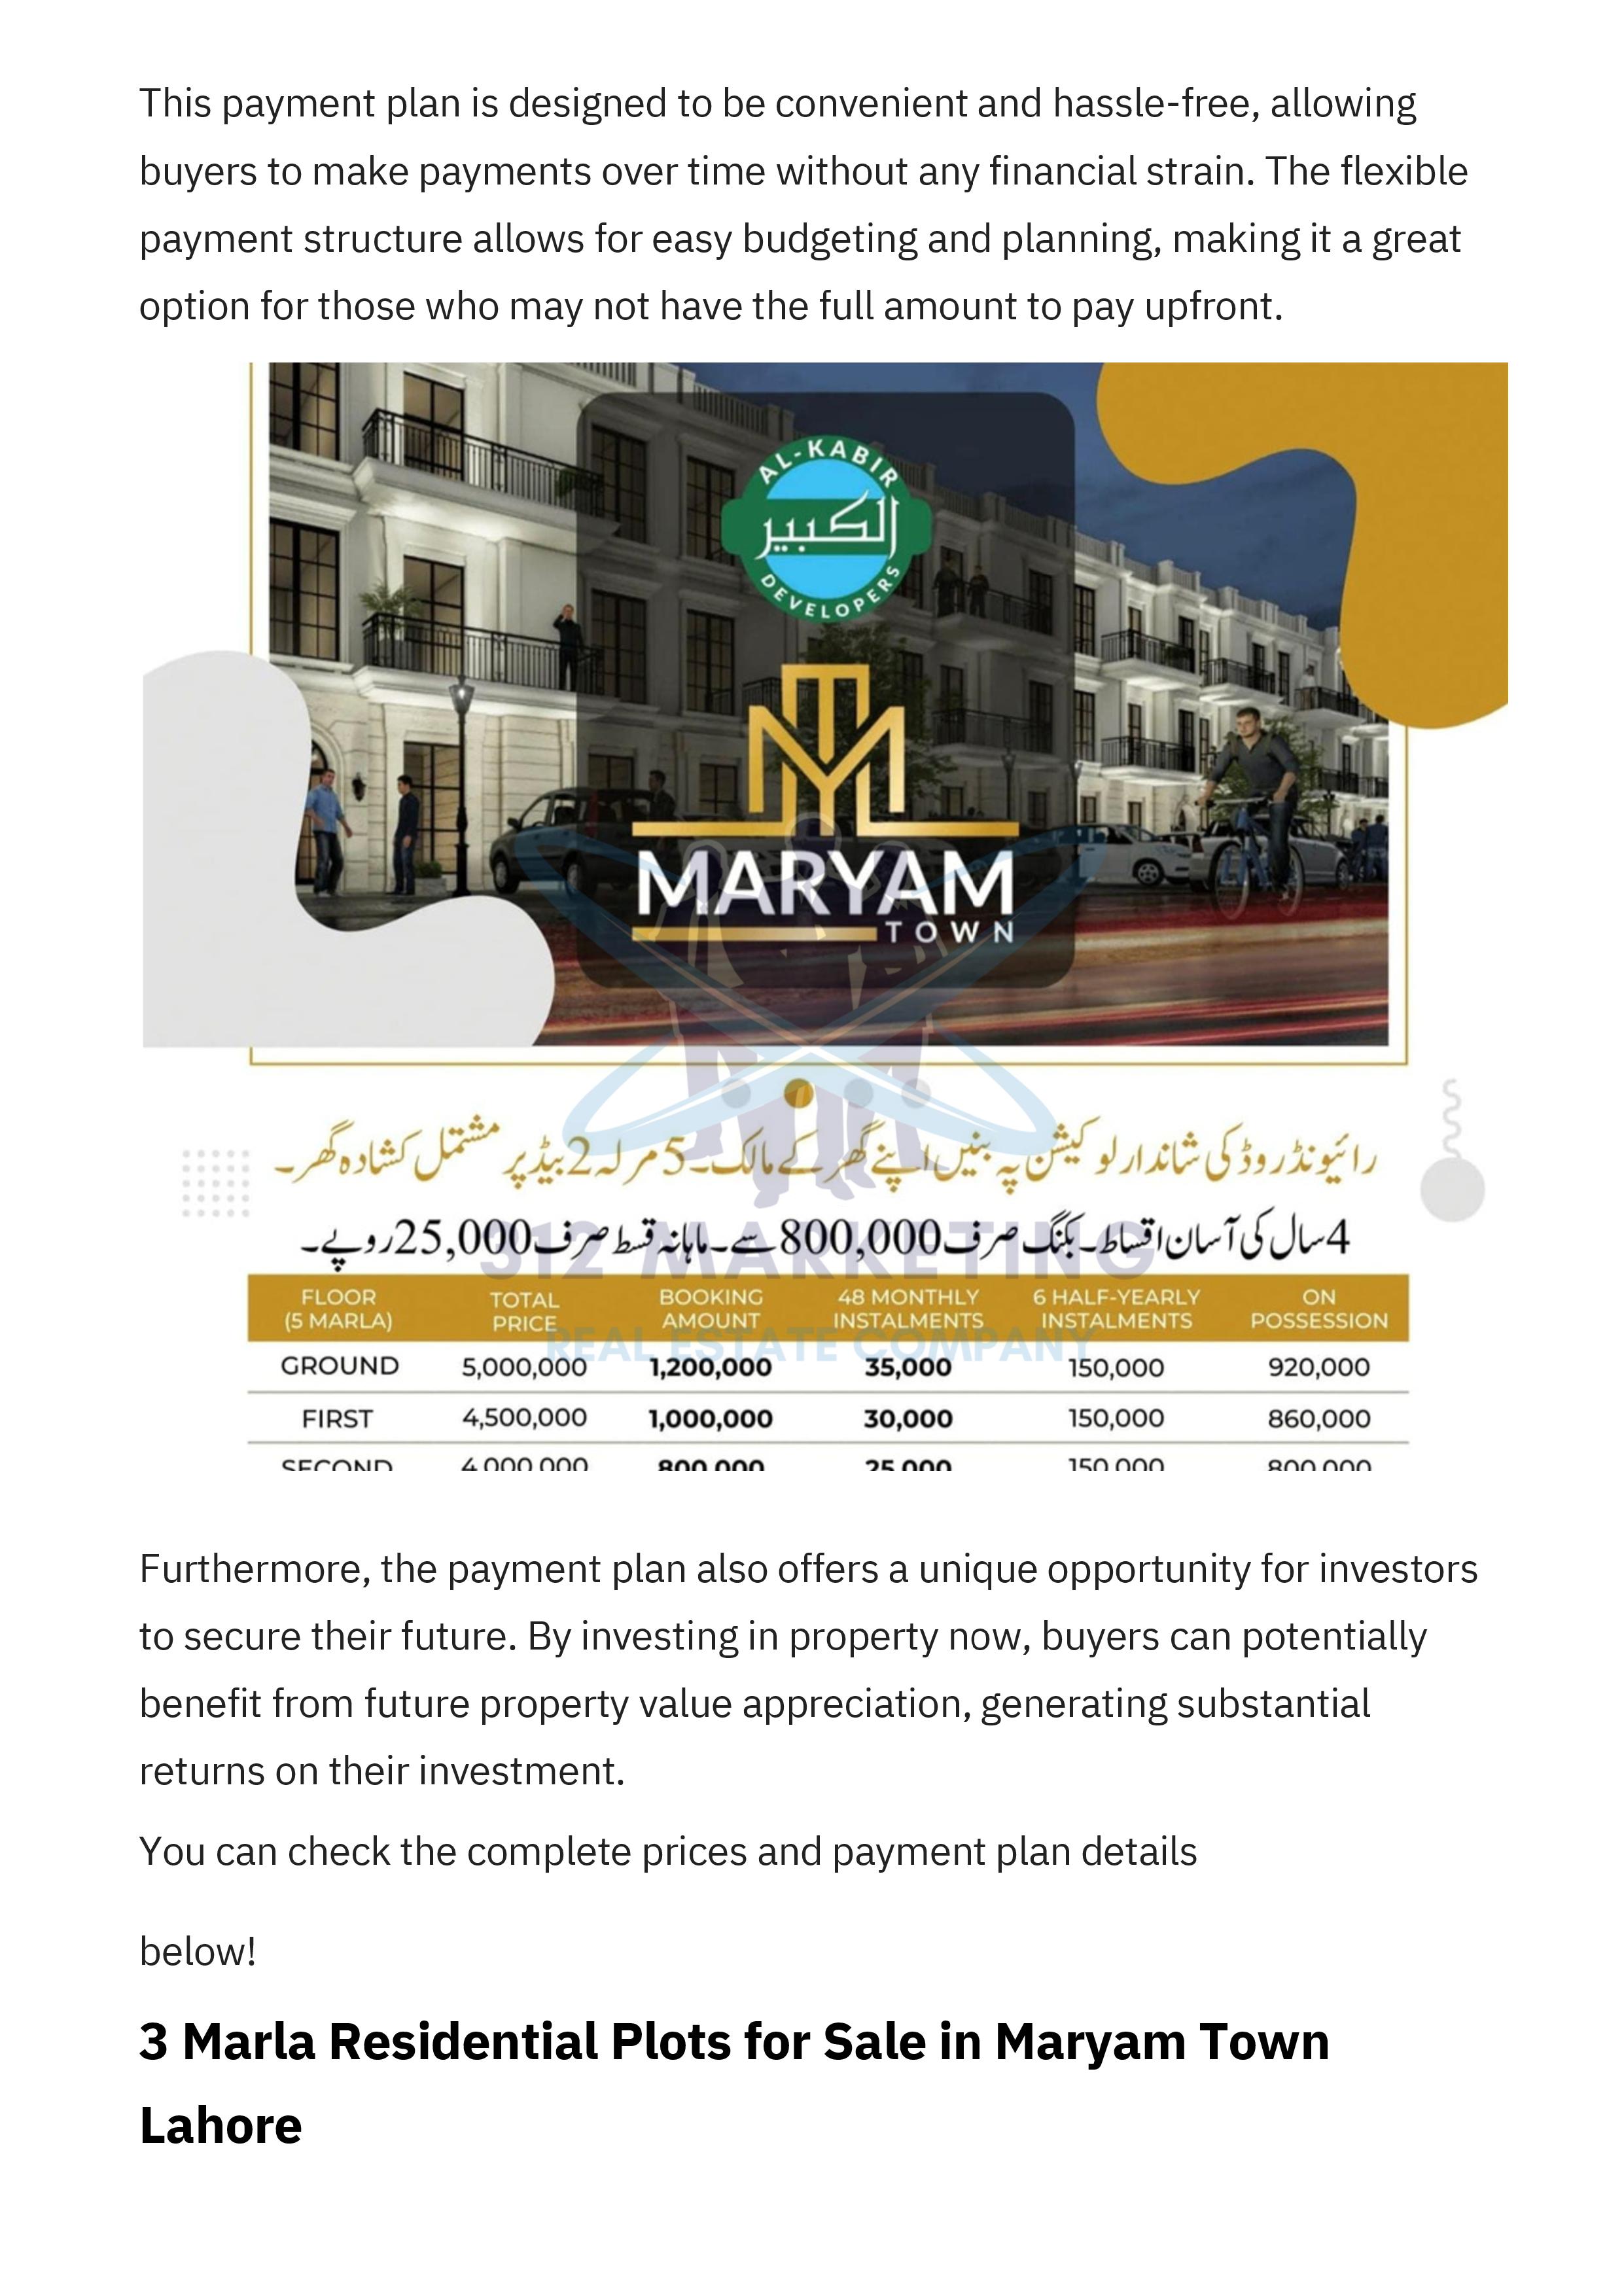 This payment plan is designed to be convenient and hassle-free, allowing
buyers to make payments over time without any financial strain. The flexible
payment structure allows for easy budgeting and planning, making it a great
option for those who may not have the full amount to pay upfront.
AL-KABIR
الکبیر
DEVELOPERS
MARYAM
TOWN
رائیونڈ روڈ کی شاندار لوکیشن پہ بنیں اپنے گھر کے مالک۔ 5 مرلہ 2 بیڈ پر مشتمل کشادہ گھر۔
4 سال کی آسان اقساط۔ بکنگ صرف 800,000 سے۔ ماہانہ قسط صرف 25,000 روپے۔
312 MARKETING
REAL ESTATE COMPANY
FLOOR (5 MARLA) TOTAL PRICE BOOKING AMOUNT 48 MONTHLY INSTALMENTS 6 HALF-YEARLY INSTALMENTS ON POSSESSION
GROUND 5,000,000 1,200,000 35,000 150,000 920,000
FIRST 4,500,000 1,000,000 30,000 150,000 860,000
SECOND 4,000,000 800,000 25,000 150,000 800,000
Furthermore, the payment plan also offers a unique opportunity for investors
to secure their future. By investing in property now, buyers can potentially
benefit from future property value appreciation, generating substantial
returns on their investment.
You can check the complete prices and payment plan details
below!
3 Marla Residential Plots for Sale in Maryam Town
Lahore